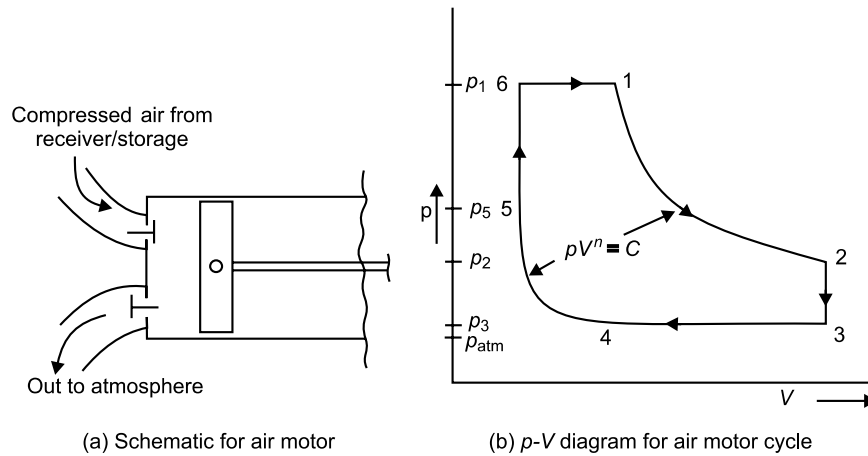 Compressed air from
receiver/storage
Out to atmosphere
(a) Schematic for air motor
p₁ 6 1
p
p₅ 5
pVⁿ = C
p₂ 2
p₃ 4 3
pₐₜₘ
V
(b) p-V diagram for air motor cycle